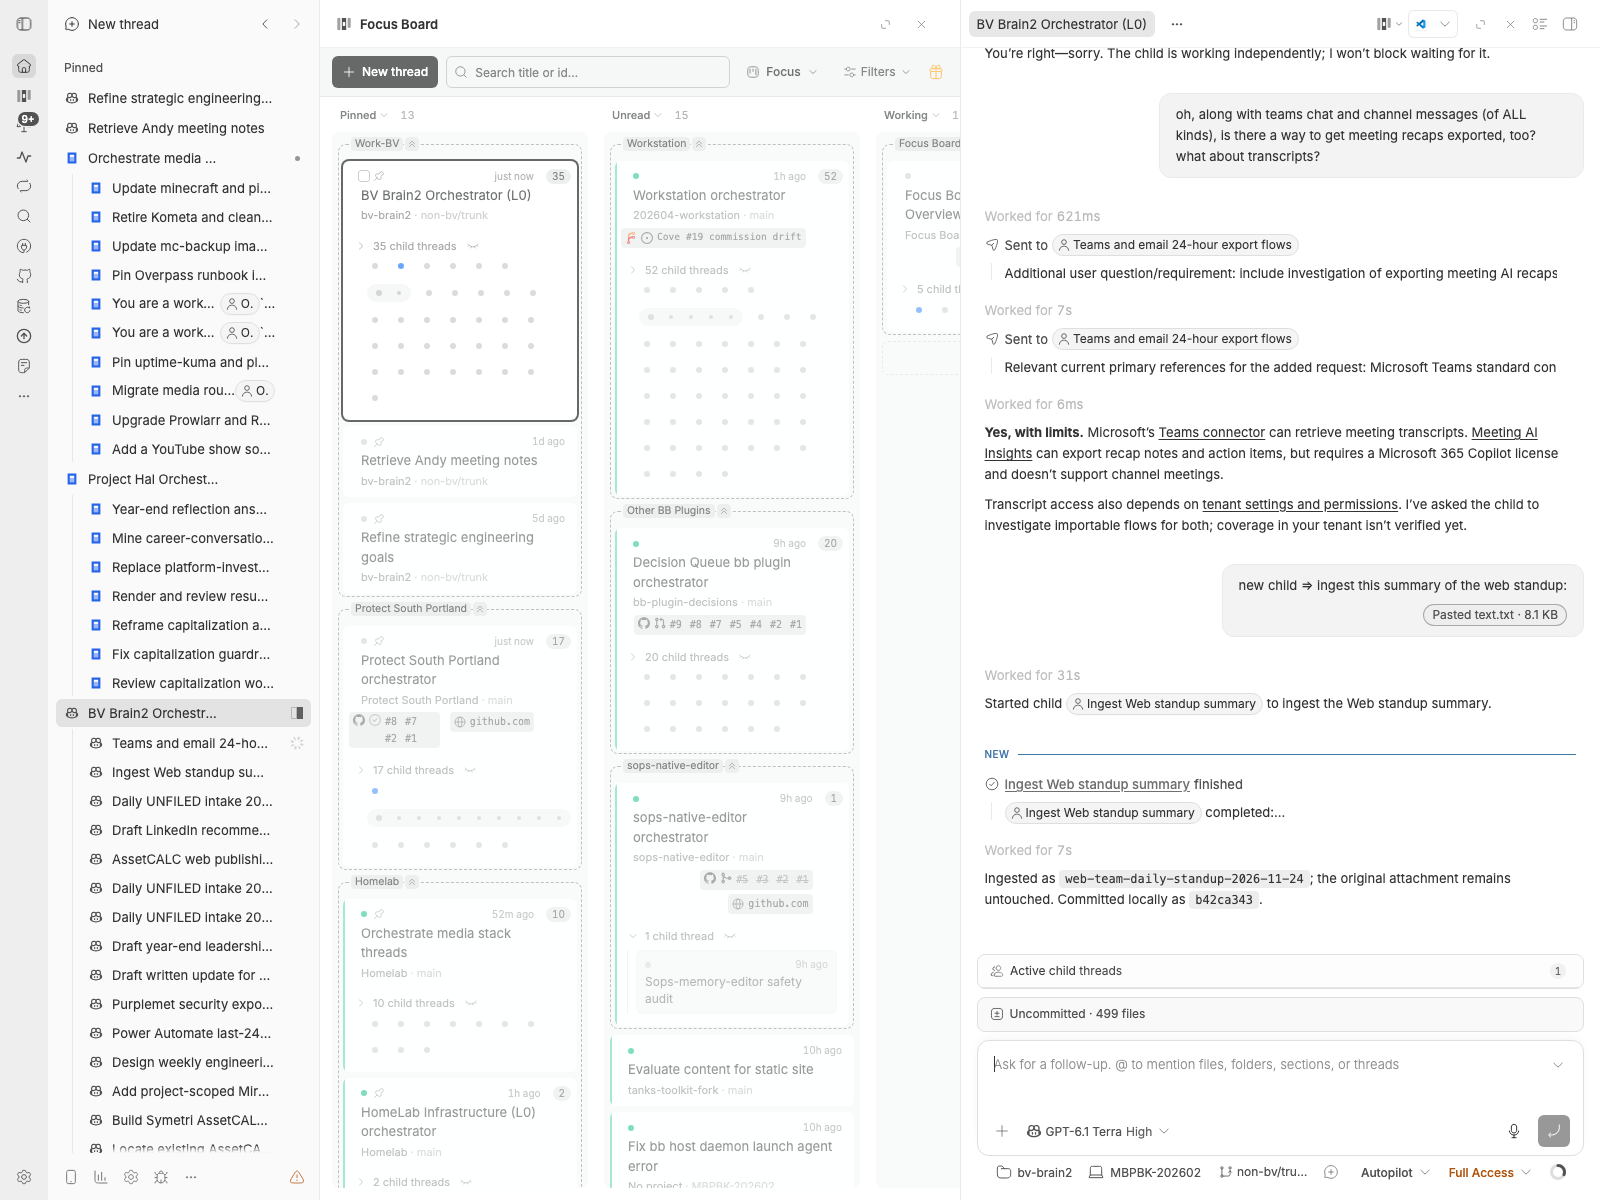 New thread
9+
Pinned
Refine strategic engineering...
Retrieve Andy meeting notes
Orchestrate media ...
Update minecraft and pl...
Retire Kometa and clean...
Update mc-backup ima...
Pin Overpass runbook i...
You are a work... O. `...
You are a work... O. `...
Pin uptime-kuma and pl...
Migrate media rou... O.
Upgrade Prowlarr and R...
Add a YouTube show so...
Project Hal Orchest...
Year-end reflection ans...
Mine career-conversatio...
Replace platform-invest...
Render and review resu...
Reframe capitalization a...
Fix capitalization guardr...
Review capitalization wo...
BV Brain2 Orchestr...
Teams and email 24-ho...
Ingest Web standup su...
Daily UNFILED intake 20...
Draft LinkedIn recomme...
AssetCALC web publishi...
Daily UNFILED intake 20...
Daily UNFILED intake 20...
Draft year-end leadershi...
Draft written update for ...
Purplemet security expo...
Power Automate last-24...
Design weekly engineeri...
Add project-scoped Mir...
Build Symetri AssetCAL...
Locate existing AssetCA...
Focus Board
New thread
Search title or id...
Focus
Filters
Pinned 13
Work-BV
just now 35
BV Brain2 Orchestrator (L0)
bv-brain2 · non-bv/trunk
35 child threads
1d ago
Retrieve Andy meeting notes
bv-brain2 · non-bv/trunk
5d ago
Refine strategic engineering
goals
bv-brain2 · non-bv/trunk
Protect South Portland
just now 17
Protect South Portland
orchestrator
Protect South Portland · main
#8 #7
#2 #1
github.com
17 child threads
Homelab
52m ago 10
Orchestrate media stack
threads
Homelab · main
10 child threads
1h ago 2
HomeLab Infrastructure (L0)
orchestrator
Homelab · main
2 child threads
Unread 15
Workstation
1h ago 52
Workstation orchestrator
202604-workstation · main
Cove #19 commission drift
52 child threads
Other BB Plugins
9h ago 20
Decision Queue bb plugin
orchestrator
bb-plugin-decisions · main
#9 #8 #7 #5 #4 #2 #1
20 child threads
sops-native-editor
9h ago 1
sops-native-editor
orchestrator
sops-native-editor · main
#5 #3 #2 #1
github.com
1 child thread
9h ago
Sops-memory-editor safety
audit
10h ago
Evaluate content for static site
tanks-toolkit-fork · main
10h ago
Fix bb host daemon launch agent
error
No project · MBPBK-202602
Working 1
Focus Board
Focus Bo
Overview
Focus Boa
5 child t
BV Brain2 Orchestrator (L0)
You're right—sorry. The child is working independently; I won't block waiting for it.
oh, along with teams chat and channel messages (of ALL
kinds), is there a way to get meeting recaps exported, too?
what about transcripts?
Worked for 621ms
Sent to Teams and email 24-hour export flows
Additional user question/requirement: include investigation of exporting meeting AI recaps
Worked for 7s
Sent to Teams and email 24-hour export flows
Relevant current primary references for the added request: Microsoft Teams standard con
Worked for 6ms
Yes, with limits. Microsoft's Teams connector can retrieve meeting transcripts. Meeting AI
Insights can export recap notes and action items, but requires a Microsoft 365 Copilot license
and doesn't support channel meetings.
Transcript access also depends on tenant settings and permissions. I've asked the child to
investigate importable flows for both; coverage in your tenant isn't verified yet.
new child => ingest this summary of the web standup:
Pasted text.txt · 8.1 KB
Worked for 31s
Started child Ingest Web standup summary to ingest the Web standup summary.
NEW
Ingest Web standup summary finished
Ingest Web standup summary completed:...
Worked for 7s
Ingested as web-team-daily-standup-2026-11-24; the original attachment remains
untouched. Committed locally as b42ca343.
Active child threads 1
Uncommitted · 499 files
Ask for a follow-up. @ to mention files, folders, sections, or threads
GPT-6.1 Terra High
bv-brain2
MBPBK-202602
non-bv/tru...
Autopilot
Full Access